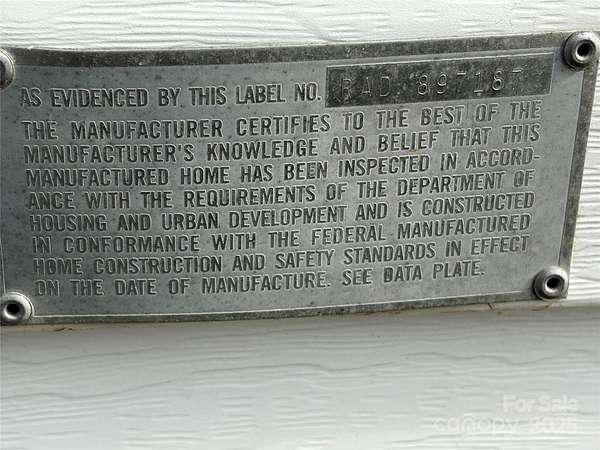 AS EVIDENCED BY THIS LABEL NO. RAD 897187
THE MANUFACTURER CERTIFIES TO THE BEST OF THE
MANUFACTURER'S KNOWLEDGE AND BELIEF THAT THIS
MANUFACTURED HOME HAS BEEN INSPECTED IN ACCORD-
ANCE WITH THE REQUIREMENTS OF THE DEPARTMENT OF
HOUSING AND URBAN DEVELOPMENT AND IS CONSTRUCTED
IN CONFORMANCE WITH THE FEDERAL MANUFACTURED
HOME CONSTRUCTION AND SAFETY STANDARDS IN EFFECT
ON THE DATE OF MANUFACTURE. SEE DATA PLATE.
For Sale
canopy 2025